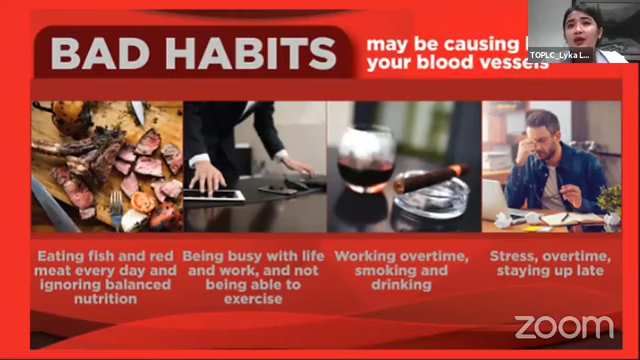 BAD HABITS
may be causing
your blood vessels
TOPLC_Lyka L...
Eating fish and red
meat every day and
ignoring balanced
nutrition
Being busy with life
and work, and not
being able to
exercise
Working overtime,
smoking and
drinking
Stress, overtime,
staying up late
zoom